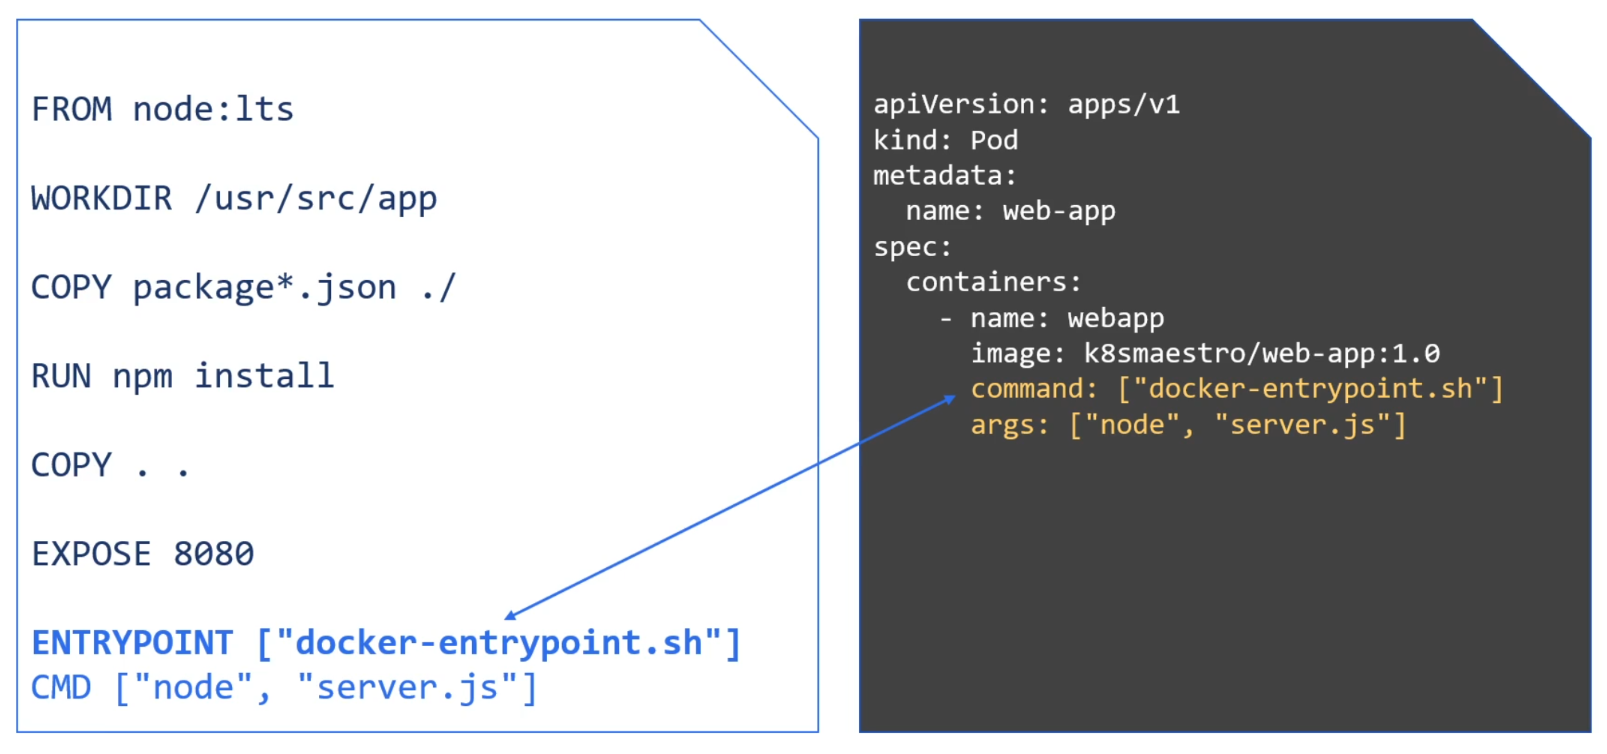 FROM node:lts
WORKDIR /usr/src/app
COPY package*.json ./
RUN npm install
COPY . .
EXPOSE 8080
ENTRYPOINT ["docker-entrypoint.sh"]
CMD ["node", "server.js"]
apiVersion: apps/v1
kind: Pod
metadata:
  name: web-app
spec:
  containers:
    - name: webapp
      image: k8smaestro/web-app:1.0
      command: ["docker-entrypoint.sh"]
      args: ["node", "server.js"]